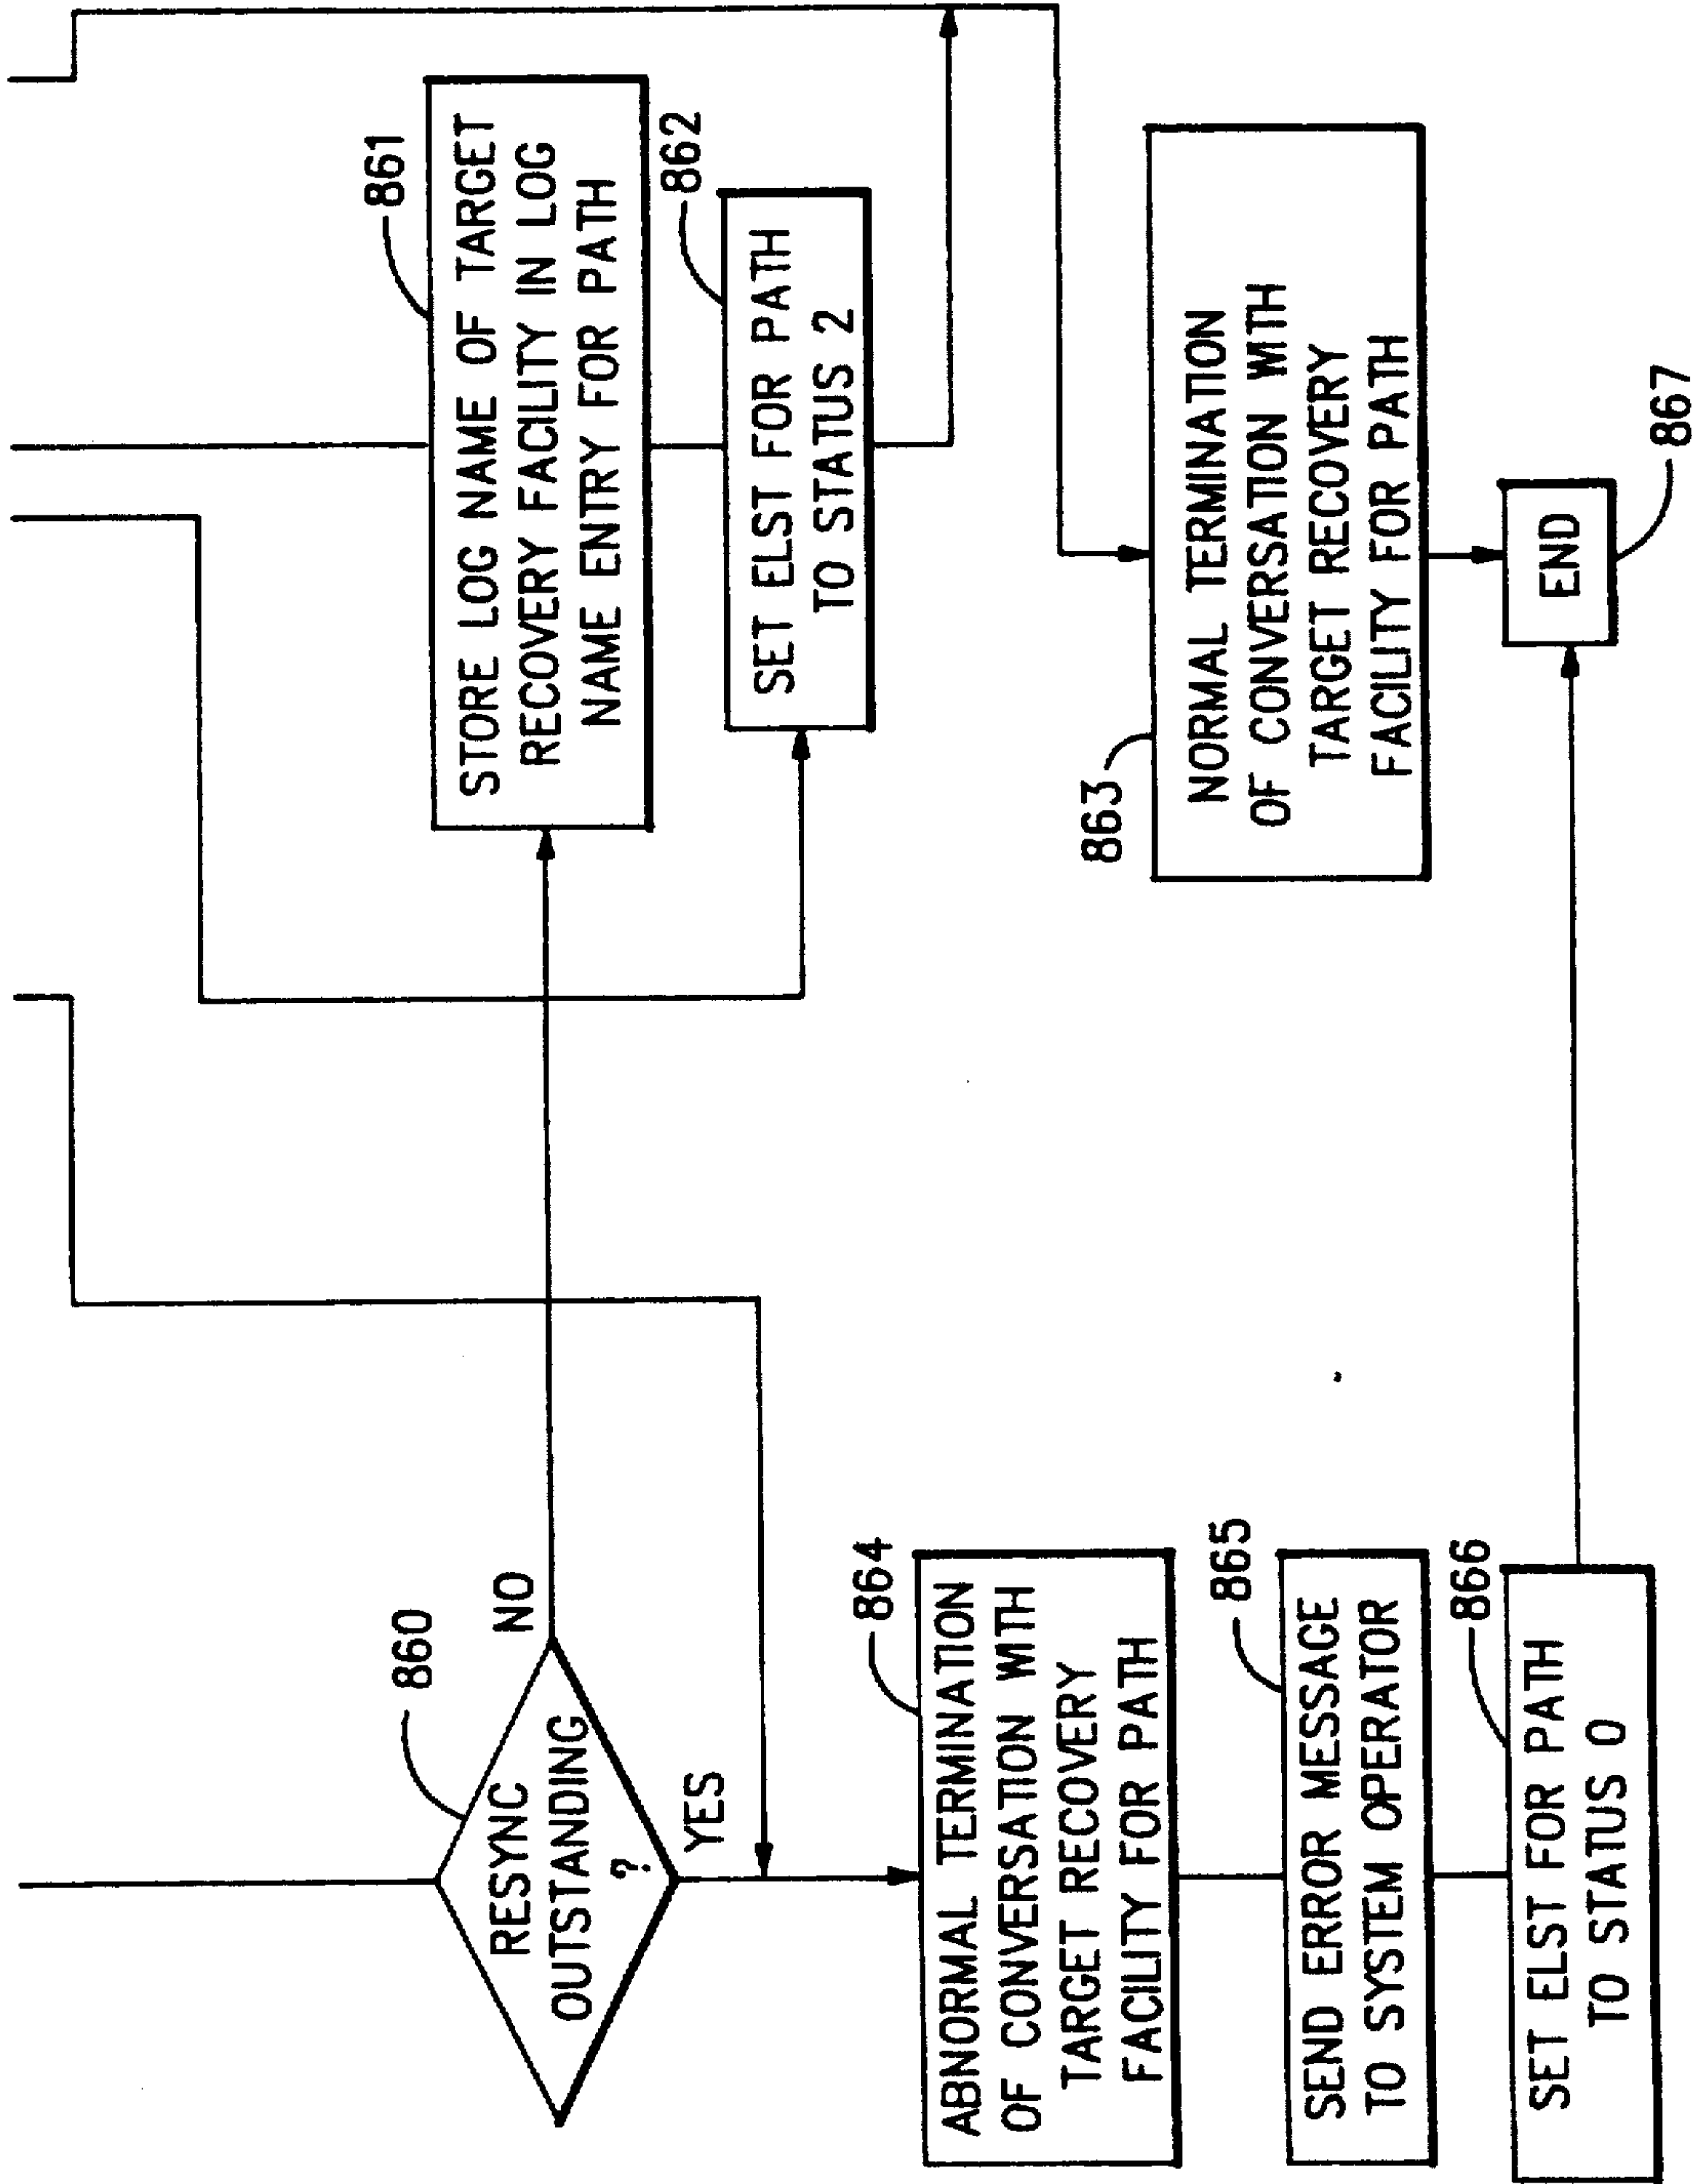 860
RESYNC
OUTSTANDING
?
NO
YES
861
STORE LOG NAME OF TARGET
RECOVERY FACILITY IN LOG
NAME ENTRY FOR PATH
862
SET ELST FOR PATH
TO STATUS 2
863
NORMAL TERMINATION
OF CONVERSATION WITH
TARGET RECOVERY
FACILITY FOR PATH
864
ABNORMAL TERMINATION
OF CONVERSATION WITH
TARGET RECOVERY
FACILITY FOR PATH
865
SEND ERROR MESSAGE
TO SYSTEM OPERATOR
866
SET ELST FOR PATH
TO STATUS 0
END
867